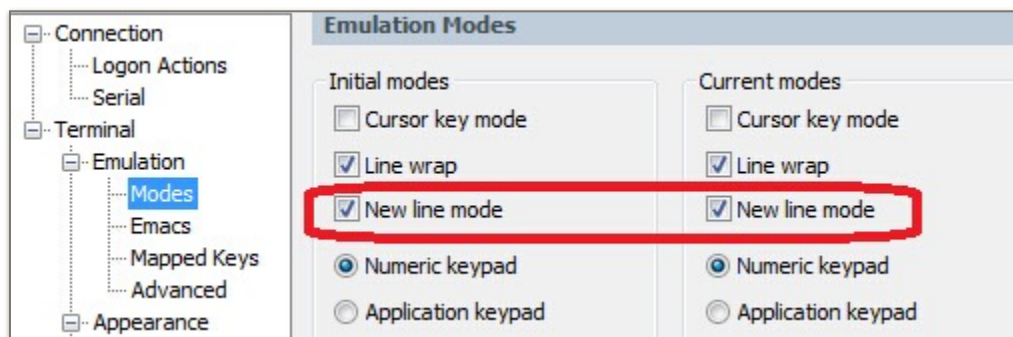 Connection
Logon Actions
Serial
Terminal
Emulation
Modes
Emacs
Mapped Keys
Advanced
Appearance
Emulation Modes
Initial modes
Cursor key mode
Line wrap
New line mode
Numeric keypad
Application keypad
Current modes
Cursor key mode
Line wrap
New line mode
Numeric keypad
Application keypad